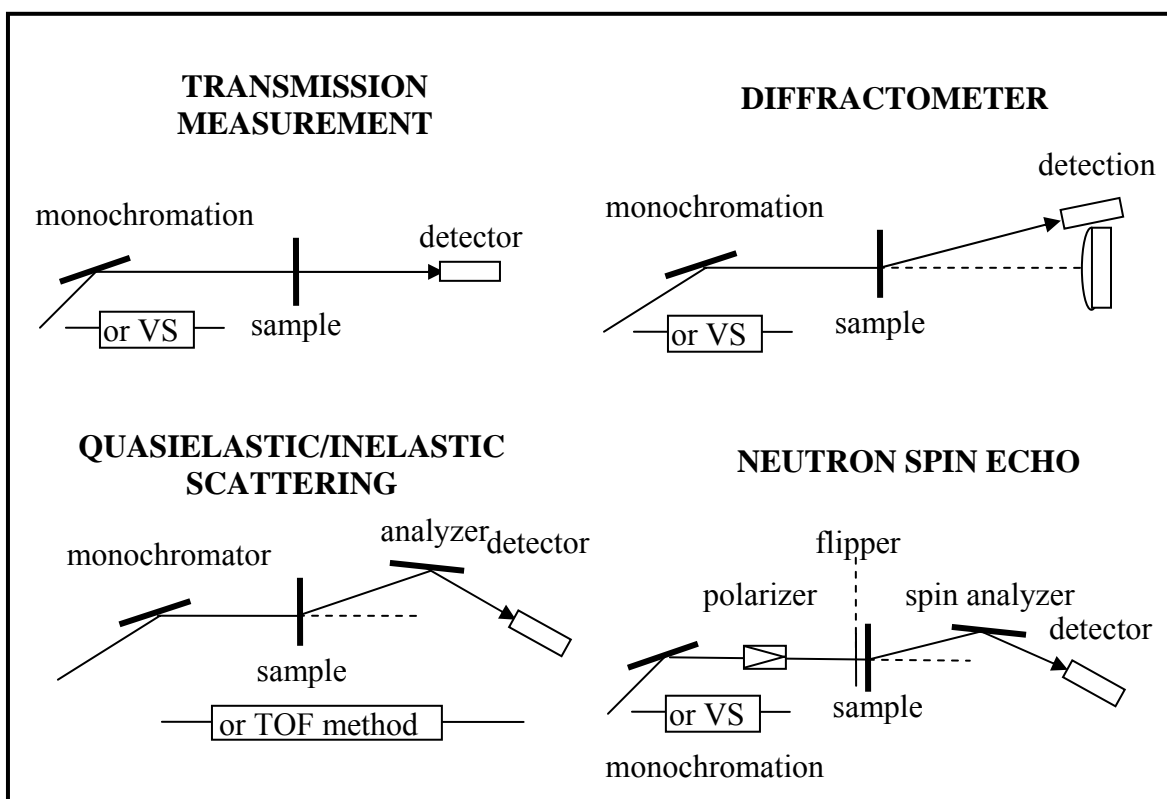 TRANSMISSION
MEASUREMENT
monochromation
detector
or VS
sample
DIFFRACTOMETER
detection
monochromation
or VS
sample
QUASIELASTIC/INELASTIC
SCATTERING
analyzer
detector
monochromator
sample
or TOF method
NEUTRON SPIN ECHO
flipper
polarizer
spin analyzer
detector
or VS
sample
monochromation